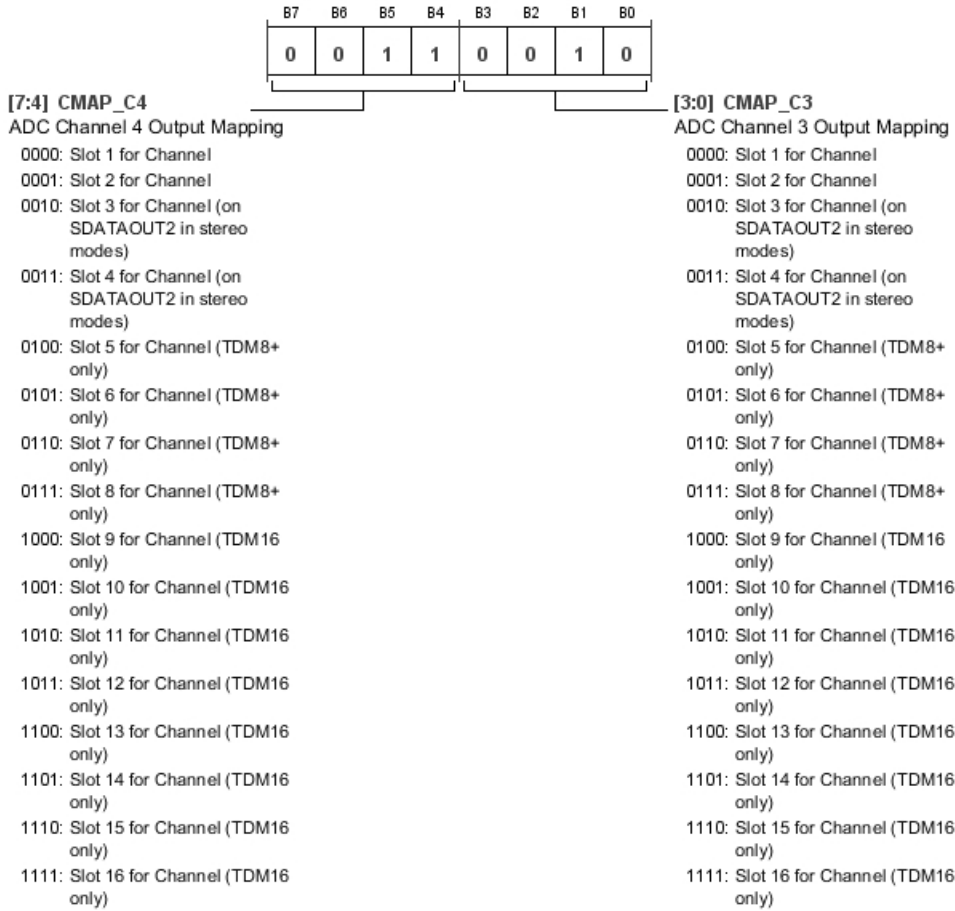 B7 B6 B5 B4 B3 B2 B1 B0
0 0 1 1 0 0 1 0
[7:4] CMAP_C4
ADC Channel 4 Output Mapping
0000: Slot 1 for Channel
0001: Slot 2 for Channel
0010: Slot 3 for Channel (on
SDATAOUT2 in stereo
modes)
0011: Slot 4 for Channel (on
SDATAOUT2 in stereo
modes)
0100: Slot 5 for Channel (TDM8+
only)
0101: Slot 6 for Channel (TDM8+
only)
0110: Slot 7 for Channel (TDM8+
only)
0111: Slot 8 for Channel (TDM8+
only)
1000: Slot 9 for Channel (TDM16
only)
1001: Slot 10 for Channel (TDM16
only)
1010: Slot 11 for Channel (TDM16
only)
1011: Slot 12 for Channel (TDM16
only)
1100: Slot 13 for Channel (TDM16
only)
1101: Slot 14 for Channel (TDM16
only)
1110: Slot 15 for Channel (TDM16
only)
1111: Slot 16 for Channel (TDM16
only)
[3:0] CMAP_C3
ADC Channel 3 Output Mapping
0000: Slot 1 for Channel
0001: Slot 2 for Channel
0010: Slot 3 for Channel (on
SDATAOUT2 in stereo
modes)
0011: Slot 4 for Channel (on
SDATAOUT2 in stereo
modes)
0100: Slot 5 for Channel (TDM8+
only)
0101: Slot 6 for Channel (TDM8+
only)
0110: Slot 7 for Channel (TDM8+
only)
0111: Slot 8 for Channel (TDM8+
only)
1000: Slot 9 for Channel (TDM16
only)
1001: Slot 10 for Channel (TDM16
only)
1010: Slot 11 for Channel (TDM16
only)
1011: Slot 12 for Channel (TDM16
only)
1100: Slot 13 for Channel (TDM16
only)
1101: Slot 14 for Channel (TDM16
only)
1110: Slot 15 for Channel (TDM16
only)
1111: Slot 16 for Channel (TDM16
only)